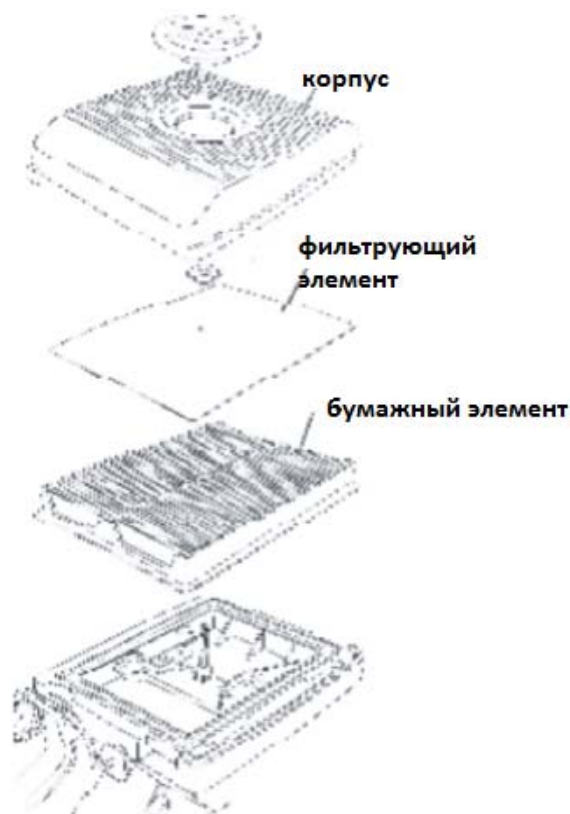 корпус
фильтрующий
элемент
бумажный элемент